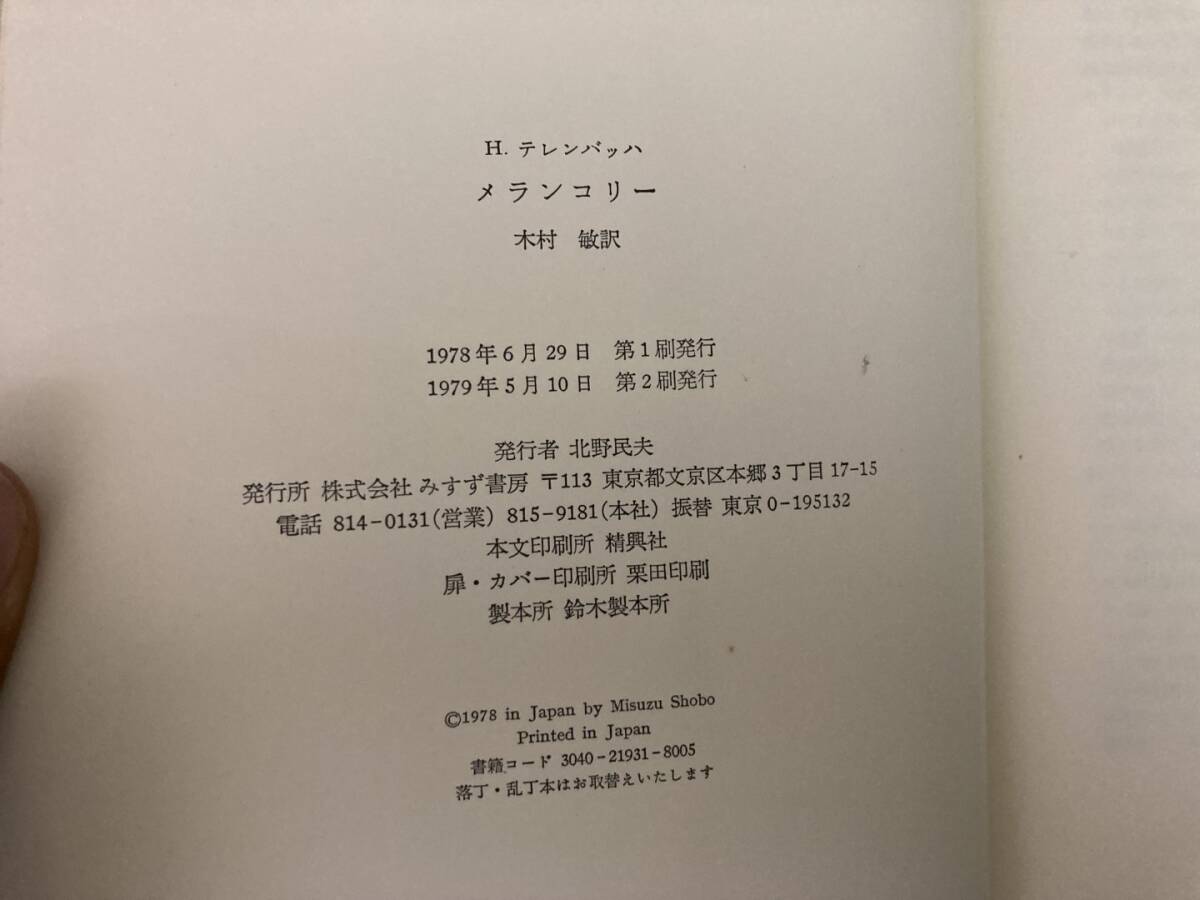 H. テレンバッハ
メランコリー
木村 敏訳
1978年6月29日 第1刷発行
1979年5月10日 第2刷発行
発行者 北野民夫
発行所 株式会社 みすず書房 〒113 東京都文京区本郷3丁目17-15
電話 814-0131(営業) 815-9181(本社) 振替 東京0-195132
本文印刷所 精興社
扉・カバー印刷所 栗田印刷
製本所 鈴木製本所
©1978 in Japan by Misuzu Shobo
Printed in Japan
書籍コード 3040-21931-8005
落丁・乱丁本はお取替えいたします